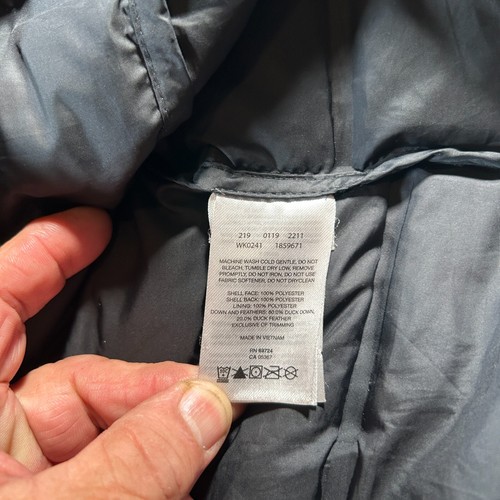 219 0119 2211
WK0241 1859671
MACHINE WASH COLD GENTLE, DO NOT
BLEACH, TUMBLE DRY LOW, REMOVE
PROMPTLY, DO NOT IRON, DO NOT USE
FABRIC SOFTENER, DO NOT DRYCLEAN
SHELL FACE: 100% POLYESTER
SHELL BACK: 100% POLYESTER
LINING: 100% POLYESTER
DOWN AND FEATHERS: 80.0% DUCK DOWN,
20.0% DUCK FEATHER
EXCLUSIVE OF TRIMMING
MADE IN VIETNAM
RN 69724
CA 05367